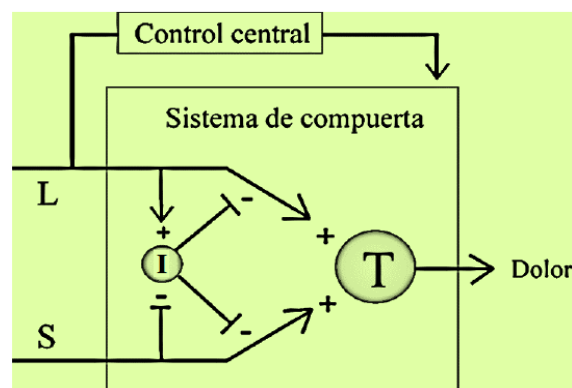 Control central
Sistema de compuerta
L
+
-
+
I
T
Dolor
-
-
+
S